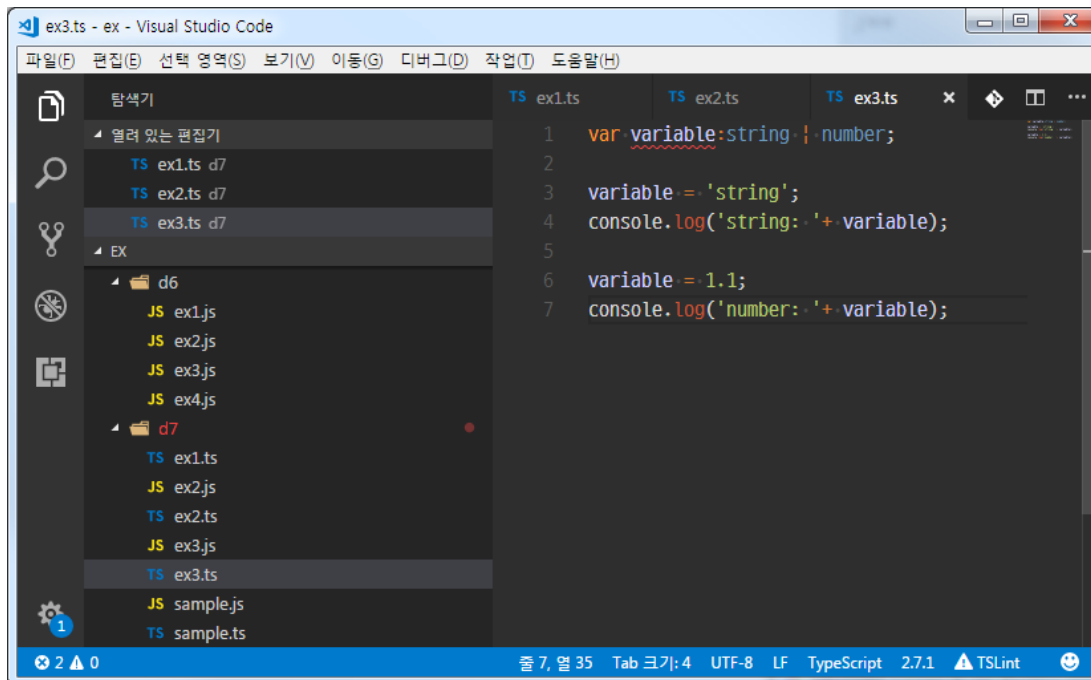 ex3.ts - ex - Visual Studio Code
파일(F) 편집(E) 선택 영역(S) 보기(V) 이동(G) 디버그(D) 작업(T) 도움말(H)
탐색기
열려 있는 편집기
TS ex1.ts d7
TS ex2.ts d7
TS ex3.ts d7
EX
d6
JS ex1.js
JS ex2.js
JS ex3.js
JS ex4.js
d7
TS ex1.ts
JS ex2.js
TS ex2.ts
JS ex3.js
TS ex3.ts
JS sample.js
TS sample.ts
1
TS ex1.ts TS ex2.ts TS ex3.ts
1 var variable:string | number;
2
3 variable = 'string';
4 console.log('string: '+ variable);
5
6 variable = 1.1;
7 console.log('number: '+ variable);
2 0 줄 7, 열 35 Tab 크기: 4 UTF-8 LF TypeScript 2.7.1 TSLint